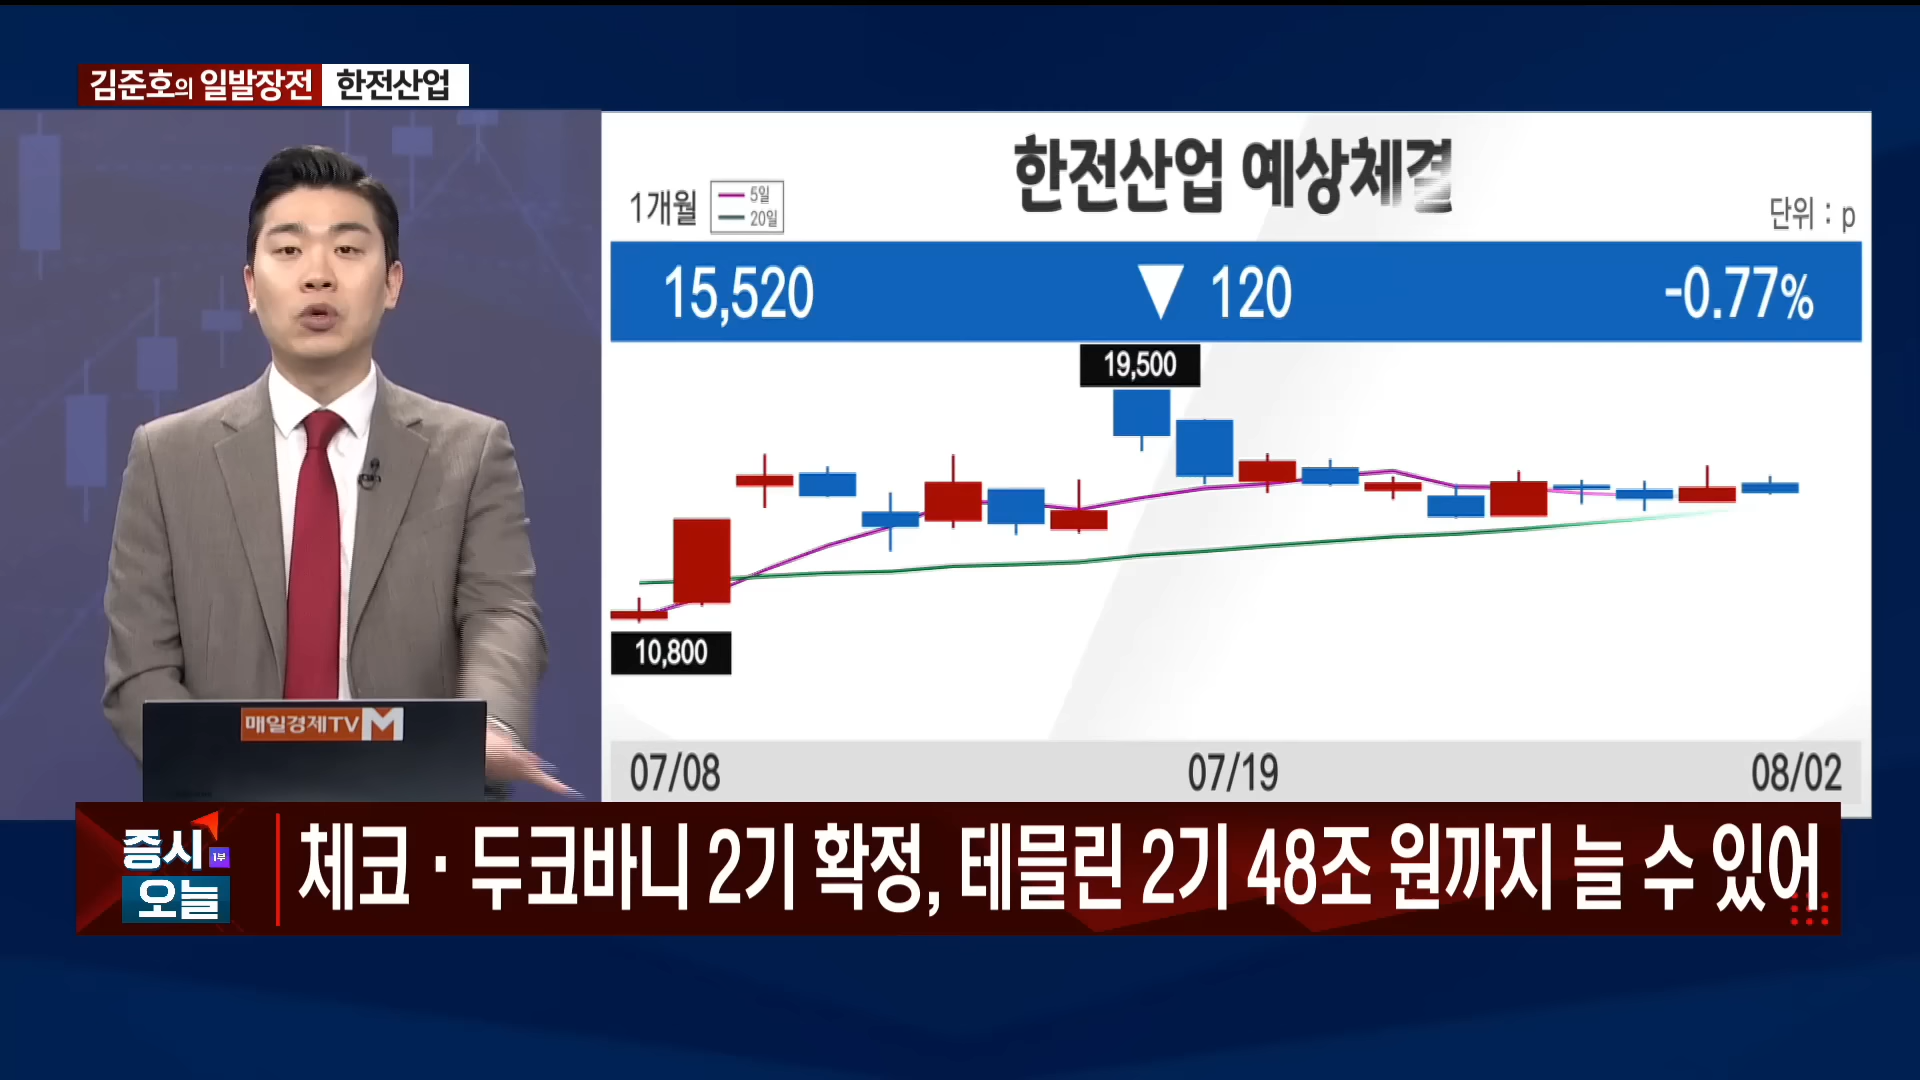 김준호의 일발장전 한전산업
한전산업 예상체결
1개월
5일
20일
단위 : p
15,520 ▼ 120 -0.77%
19,500
10,800
07/08 07/19 08/02
매일경제TV M
증시 1부
오늘
체코·두코바니 2기 확정, 테믈린 2기 48조 원까지 늘 수 있어